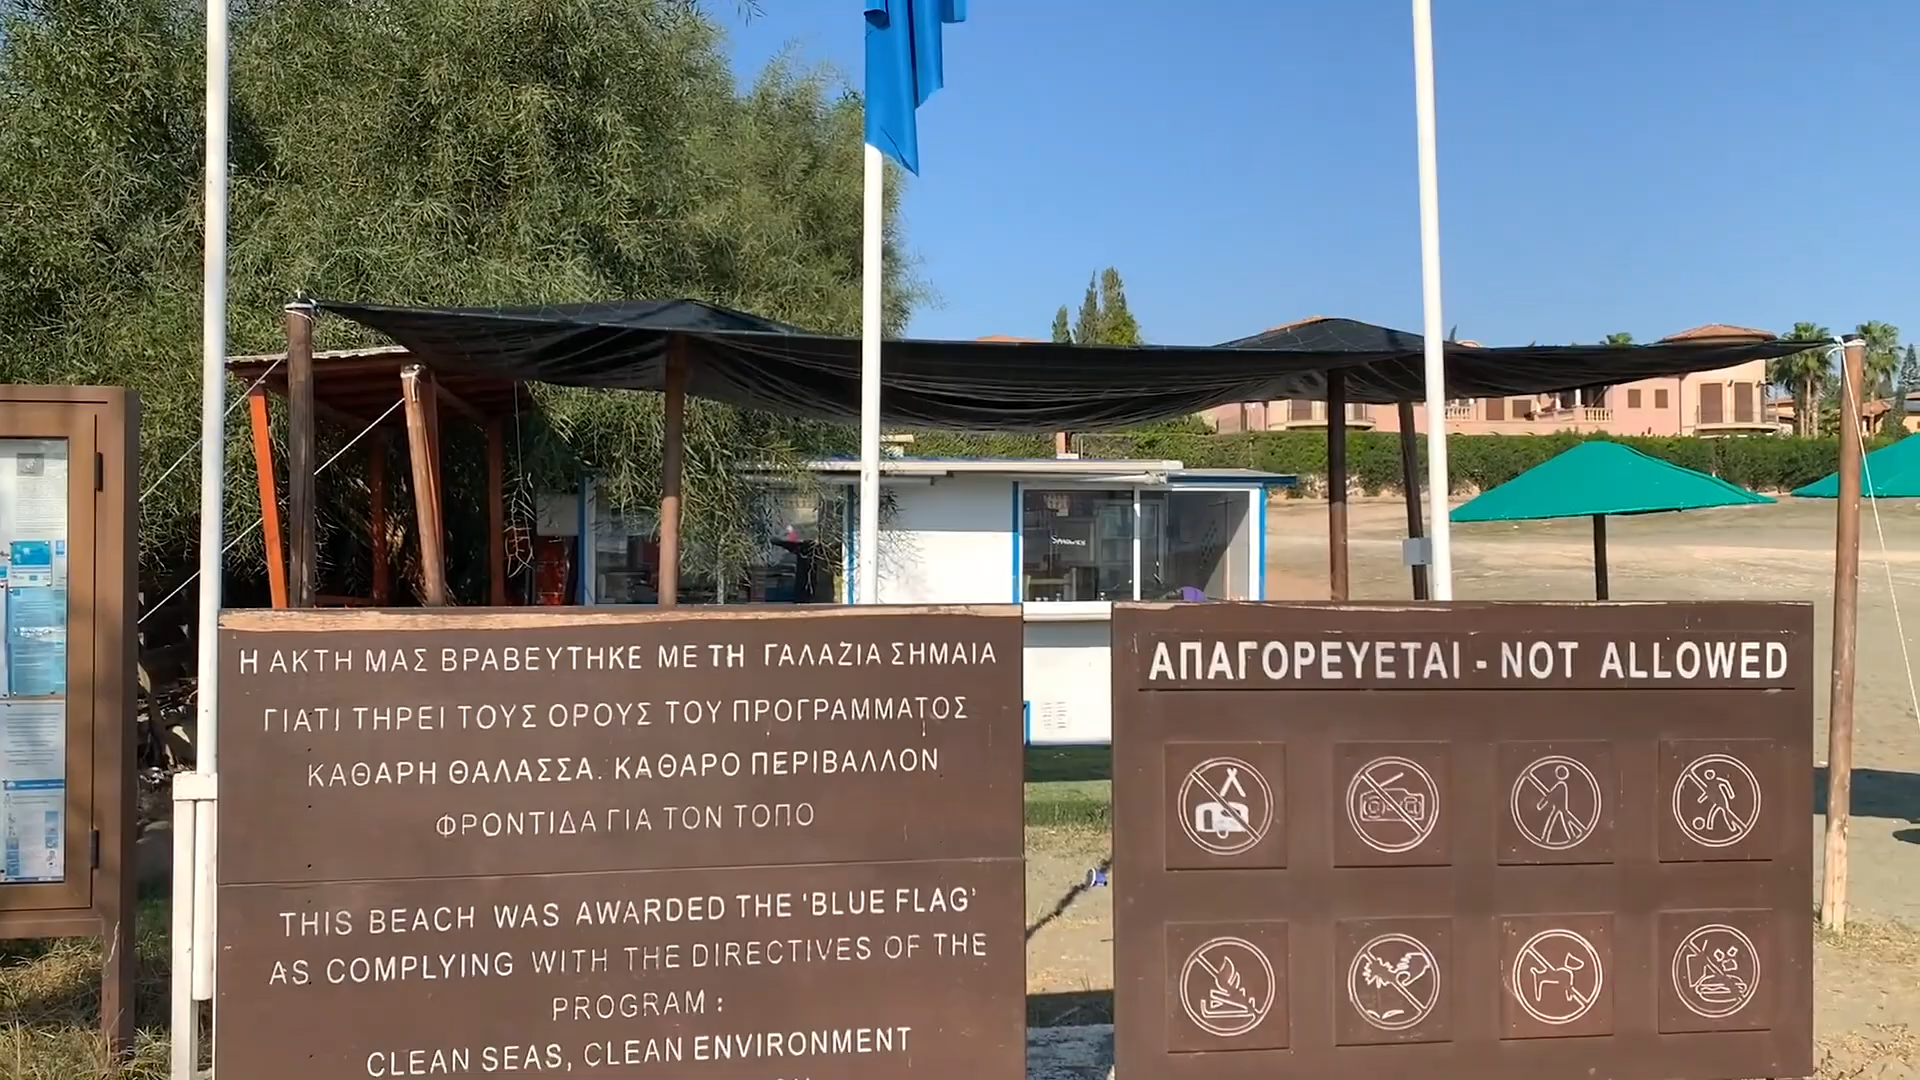 Η ΑΚΤΗ ΜΑΣ ΒΡΑΒΕΥΤΗΚΕ ΜΕ ΤΗ ΓΑΛΑΖΙΑ ΣΗΜΑΙΑ
ΓΙΑΤΙ ΤΗΡΕΙ ΤΟΥΣ ΟΡΟΥΣ ΤΟΥ ΠΡΟΓΡΑΜΜΑΤΟΣ
ΚΑΘΑΡΗ ΘΑΛΑΣΣΑ. ΚΑΘΑΡΟ ΠΕΡΙΒΑΛΛΟΝ
ΦΡΟΝΤΙΔΑ ΓΙΑ ΤΟΝ ΤΟΠΟ
THIS BEACH WAS AWARDED THE 'BLUE FLAG'
AS COMPLYING WITH THE DIRECTIVES OF THE
PROGRAM :
CLEAN SEAS, CLEAN ENVIRONMENT
ΑΠΑΓΟΡΕΥΕΤΑΙ - NOT ALLOWED